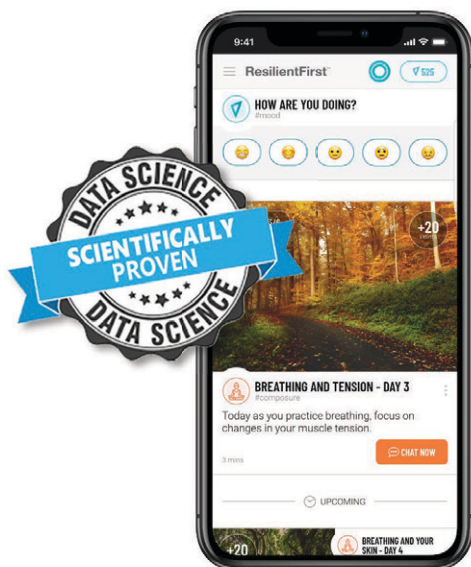 9:41
ResilientFirst™
525
HOW ARE YOU DOING?
#mood
DATA SCIENCE
SCIENTIFICALLY
PROVEN
DATA SCIENCE
+20
BREATHING AND TENSION - DAY 3
#composure
Today as you practice breathing, focus on
changes in your muscle tension.
3 mins
CHAT NOW
UPCOMING
+20
BREATHING AND YOUR
SKIN - DAY 4